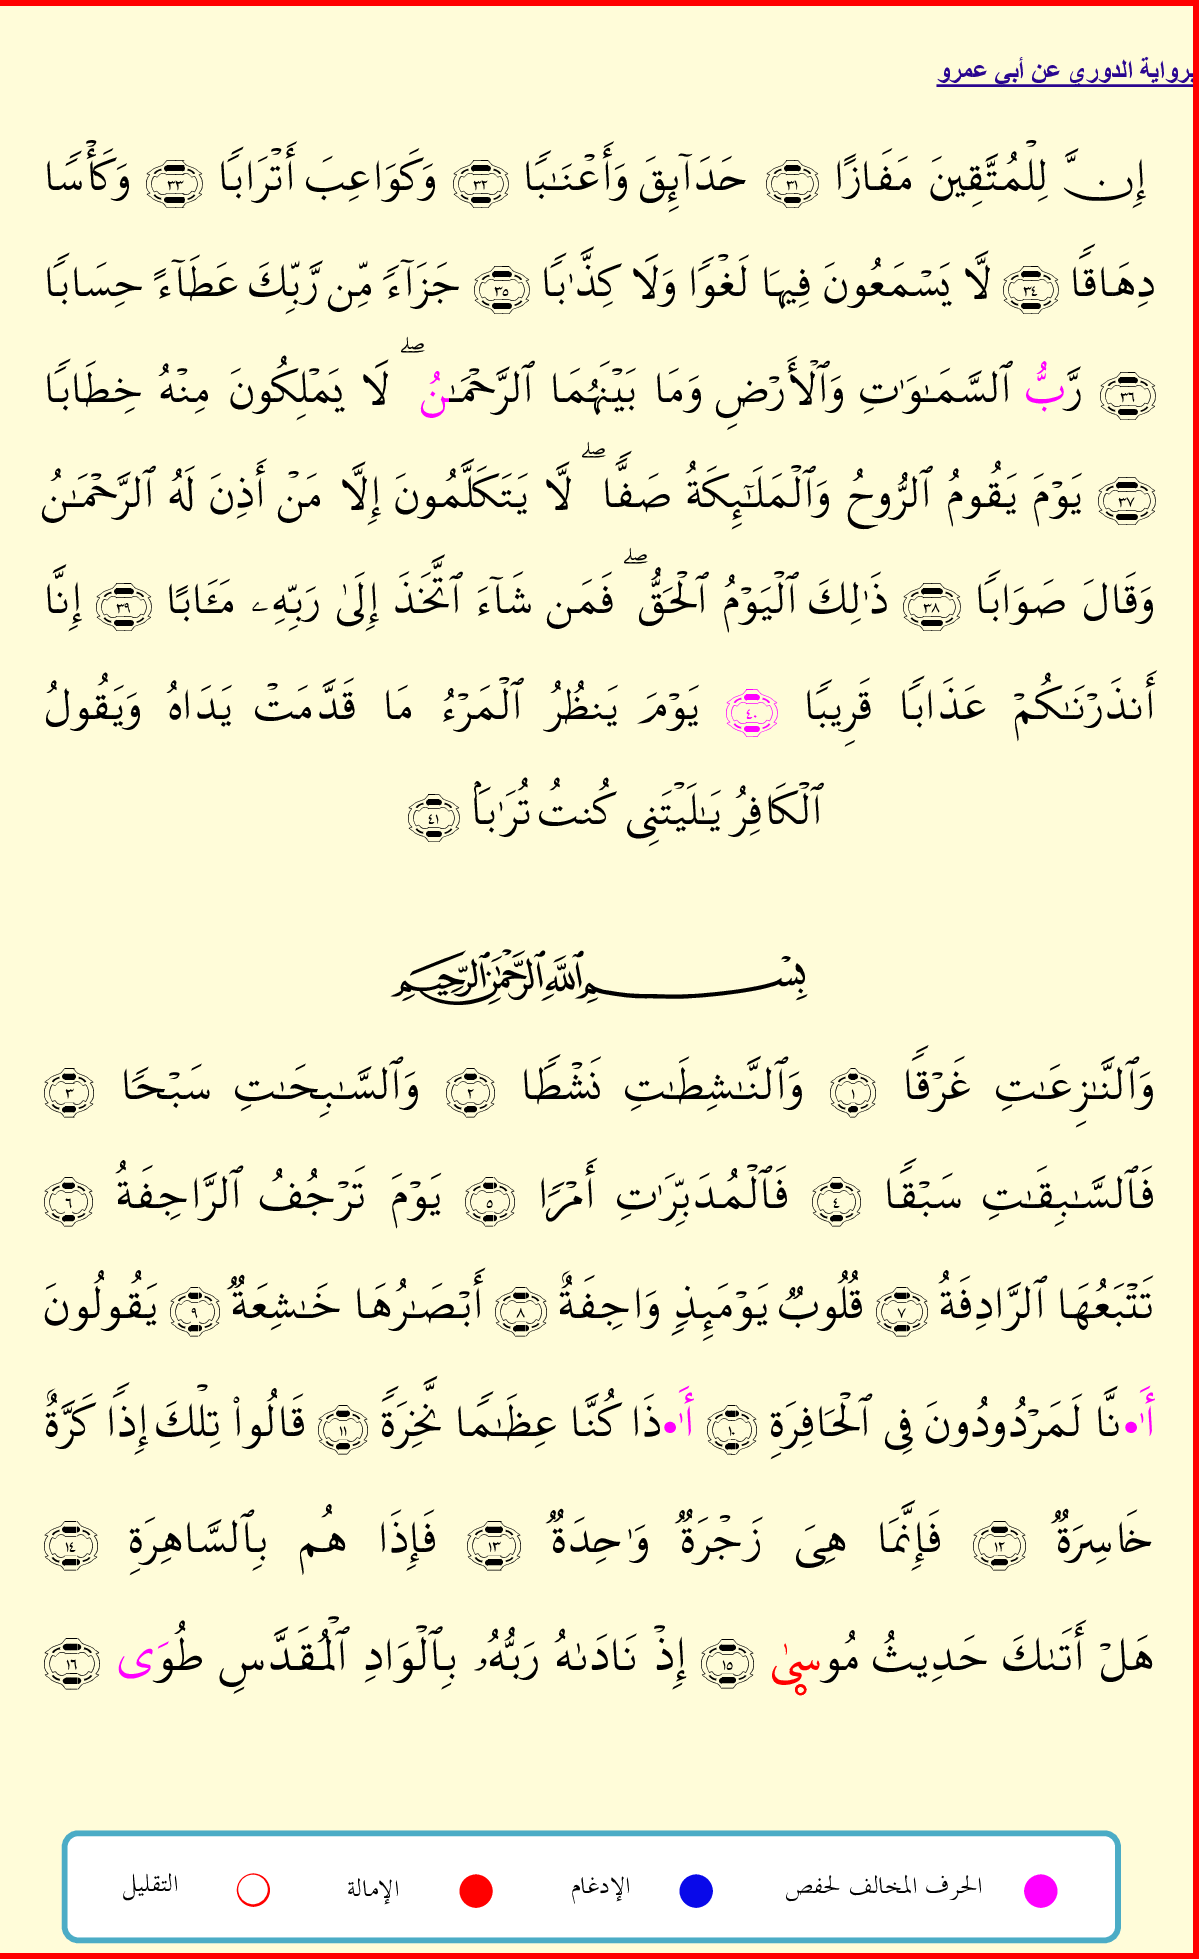 برواية الدوري عن أبي عمرو
إِنَّ لِلْمُتَّقِينَ مَفَازًا ٣١ حَدَآئِقَ وَأَعْنَٰبًا ٣٢ وَكَوَاعِبَ أَتْرَابًا ٣٣ وَكَأْسًا
دِهَاقًا ٣٤ لَّا يَسْمَعُونَ فِيهَا لَغْوًا وَلَا كِذَّٰبًا ٣٥ جَزَآءً مِّن رَّبِّكَ عَطَآءً حِسَابًا
٣٦ رَّبُّ ٱلسَّمَٰوَٰتِ وَٱلْأَرْضِ وَمَا بَيْنَهُمَا ٱلرَّحْمَٰنُ ۖ لَا يَمْلِكُونَ مِنْهُ خِطَابًا
٣٧ يَوْمَ يَقُومُ ٱلرُّوحُ وَٱلْمَلَٰٓئِكَةُ صَفًّا ۖ لَّا يَتَكَلَّمُونَ إِلَّا مَنْ أَذِنَ لَهُ ٱلرَّحْمَٰنُ
وَقَالَ صَوَابًا ٣٨ ذَٰلِكَ ٱلْيَوْمُ ٱلْحَقُّ ۖ فَمَن شَآءَ ٱتَّخَذَ إِلَىٰ رَبِّهِۦ مَـَٔابًا ٣٩ إِنَّا
أَنذَرْنَٰكُمْ عَذَابًا قَرِيبًا ٤٠ يَوْمَ يَنظُرُ ٱلْمَرْءُ مَا قَدَّمَتْ يَدَاهُ وَيَقُولُ
ٱلْكَافِرُ يَٰلَيْتَنِى كُنتُ تُرَٰبَۢا ٤١
بِسْمِ ٱللَّهِ ٱلرَّحْمَٰنِ ٱلرَّحِيمِ
وَٱلنَّٰزِعَٰتِ غَرْقًا ١ وَٱلنَّٰشِطَٰتِ نَشْطًا ٢ وَٱلسَّٰبِحَٰتِ سَبْحًا ٣
فَٱلسَّٰبِقَٰتِ سَبْقًا ٤ فَٱلْمُدَبِّرَٰتِ أَمْرًا ٥ يَوْمَ تَرْجُفُ ٱلرَّاجِفَةُ ٦
تَتْبَعُهَا ٱلرَّادِفَةُ ٧ قُلُوبٌ يَوْمَئِذٍ وَاجِفَةٌ ٨ أَبْصَٰرُهَا خَٰشِعَةٌ ٩ يَقُولُونَ
أَٰ•نَّا لَمَرْدُودُونَ فِى ٱلْحَافِرَةِ ١٠ أَٰ•ذَا كُنَّا عِظَٰمًا نَّخِرَةً ١١ قَالُوا۟ تِلْكَ إِذًا كَرَّةٌ
خَاسِرَةٌ ١٢ فَإِنَّمَا هِىَ زَجْرَةٌ وَٰحِدَةٌ ١٣ فَإِذَا هُم بِٱلسَّاهِرَةِ ١٤
هَلْ أَتَىٰكَ حَدِيثُ مُوسىٰ ١٥ إِذْ نَادَىٰهُ رَبُّهُۥ بِٱلْوَادِ ٱلْمُقَدَّسِ طُوَى ١٦
الحرف المخالف لحفص الإدغام الإمالة التقليل